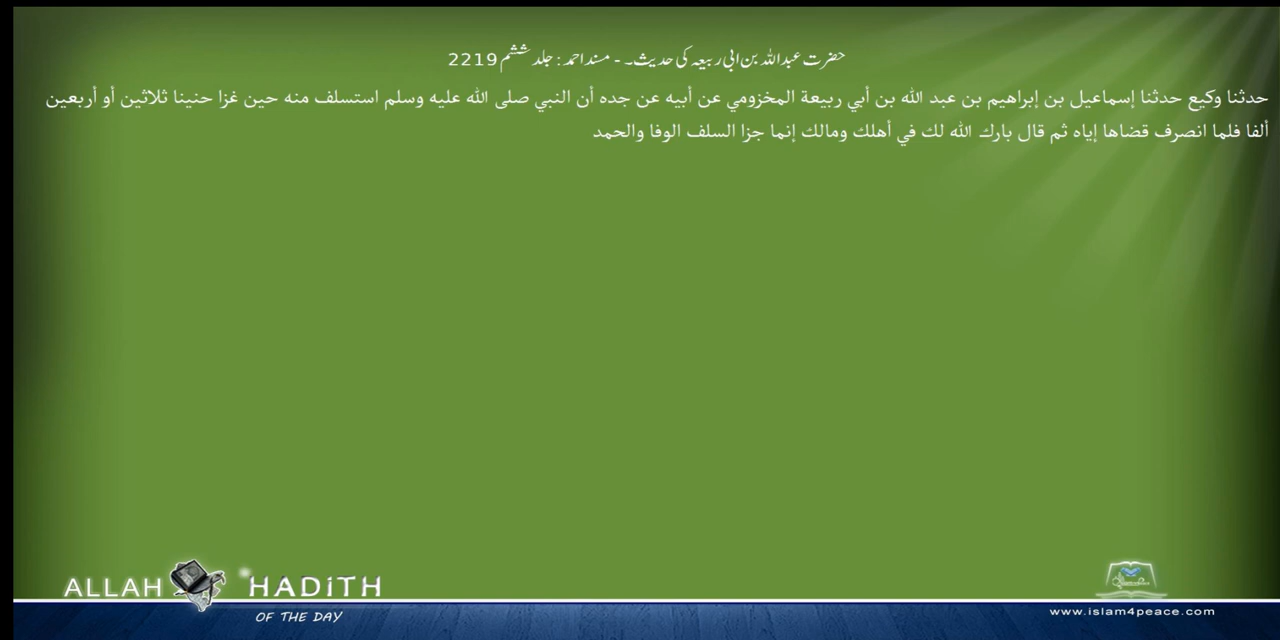 حضرت عبداللہ بن ابی ربیعہ کی حدیث۔ - مسند احمد : جلد ششم 2219
حدثنا وكيع حدثنا إسماعيل بن إبراهيم بن عبد الله بن أبي ربيعة المخزومي عن أبيه عن جده أن النبي صلى الله عليه وسلم استسلف منه حين غزا حنينا ثلاثين أو أربعين
ألفا فلما انصرف قضاها إياه ثم قال بارك الله لك في أهلك ومالك إنما جزا السلف الوفا والحمد
ALLAH HADITH
OF THE DAY
www.islam4peace.com